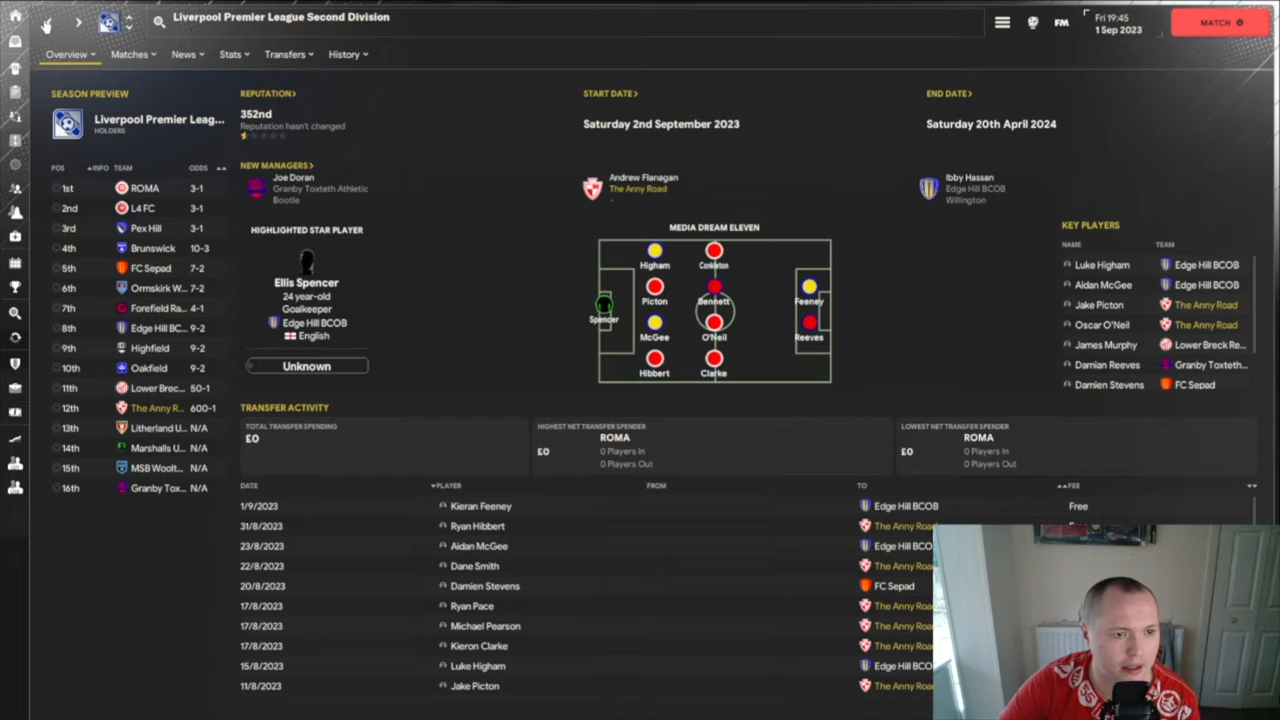 Liverpool Premier League Second Division
FM
Fri 19:45
1 Sep 2023
MATCH
Overview
Matches
News
Stats
Transfers
History
SEASON PREVIEW
Liverpool Premier Leag...
HOLDERS
POS INFO TEAM ODDS
1st ROMA 3-1
2nd L4 FC 3-1
3rd Pex Hill 3-1
4th Brunswick 10-3
5th FC Sepad 7-2
6th Ormskirk W... 7-2
7th Forefield Ra... 4-1
8th Edge Hill BC... 9-2
9th Highfield 9-2
10th Oakfield 9-2
11th Lower Brec... 50-1
12th The Anny R... 600-1
13th Litherland U... N/A
14th Marshalls U... N/A
15th MSB Woolt... N/A
16th Granby Tox... N/A
REPUTATION>
352nd
Reputation hasn't changed
START DATE>
Saturday 2nd September 2023
END DATE>
Saturday 20th April 2024
NEW MANAGERS>
Joe Doran
Granby Toxteth Athletic
Bootle
Andrew Flanagan
The Anny Road
-
Ibby Hassan
Edge Hill BCOB
Willington
HIGHLIGHTED STAR PLAYER
Ellis Spencer
24 year-old
Goalkeeper
Edge Hill BCOB
English
Unknown
MEDIA DREAM ELEVEN
Higham
Picton
Bennett
Feeney
Spencer
McGee
O'Neil
Reeves
Hibbert
Clarke
KEY PLAYERS
NAME TEAM
Luke Higham Edge Hill BCOB
Aidan McGee Edge Hill BCOB
Jake Picton The Anny Road
Oscar O'Neil The Anny Road
James Murphy Lower Breck Re...
Damian Reeves Granby Toxteth...
Damien Stevens FC Sepad
TRANSFER ACTIVITY
TOTAL TRANSFER SPENDING
£0
HIGHEST NET TRANSFER SPENDER
ROMA
£0
0 Players In
0 Players Out
LOWEST NET TRANSFER SPENDER
ROMA
£0
0 Players In
0 Players Out
DATE PLAYER FROM TO FEE
1/9/2023 Kieran Feeney Edge Hill BCOB Free
31/8/2023 Ryan Hibbert The Anny Road
23/8/2023 Aidan McGee Edge Hill BCO
22/8/2023 Dane Smith The Anny Roa
20/8/2023 Damien Stevens FC Sepad
17/8/2023 Ryan Pace The Anny Roa
17/8/2023 Michael Pearson The Anny Roa
17/8/2023 Kieron Clarke The Anny Roa
15/8/2023 Luke Higham Edge Hill BCO
11/8/2023 Jake Picton The Anny Roa